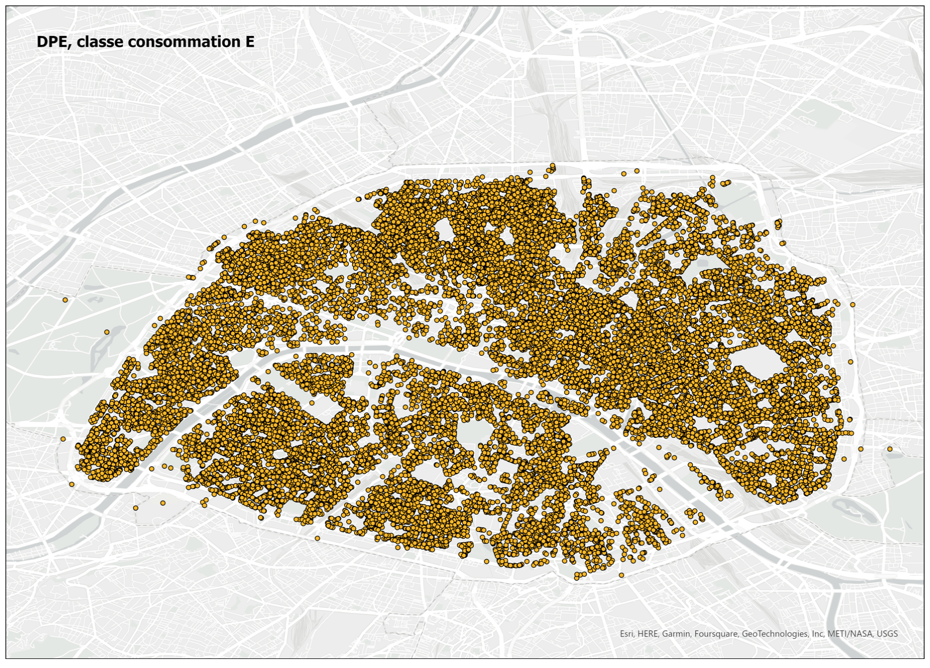 DPE, classe consommation E
Esri, HERE, Garmin, Foursquare, GeoTechnologies, Inc, METI/NASA, USGS